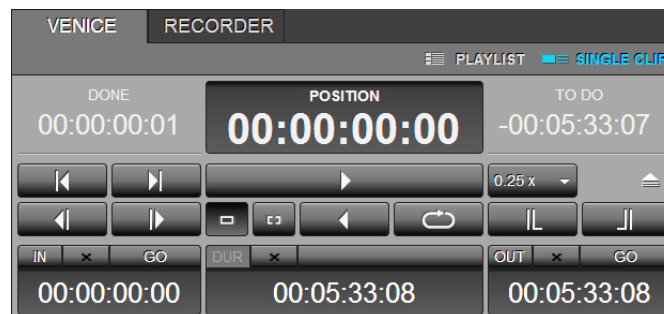 VENICE RECORDER
PLAYLIST SINGLE CLIP
DONE POSITION TO DO
00:00:00:01 00:00:00:00 -00:05:33:07
0.25 x
IN × GO DUR × OUT × GO
00:00:00:00 00:05:33:08 00:05:33:08